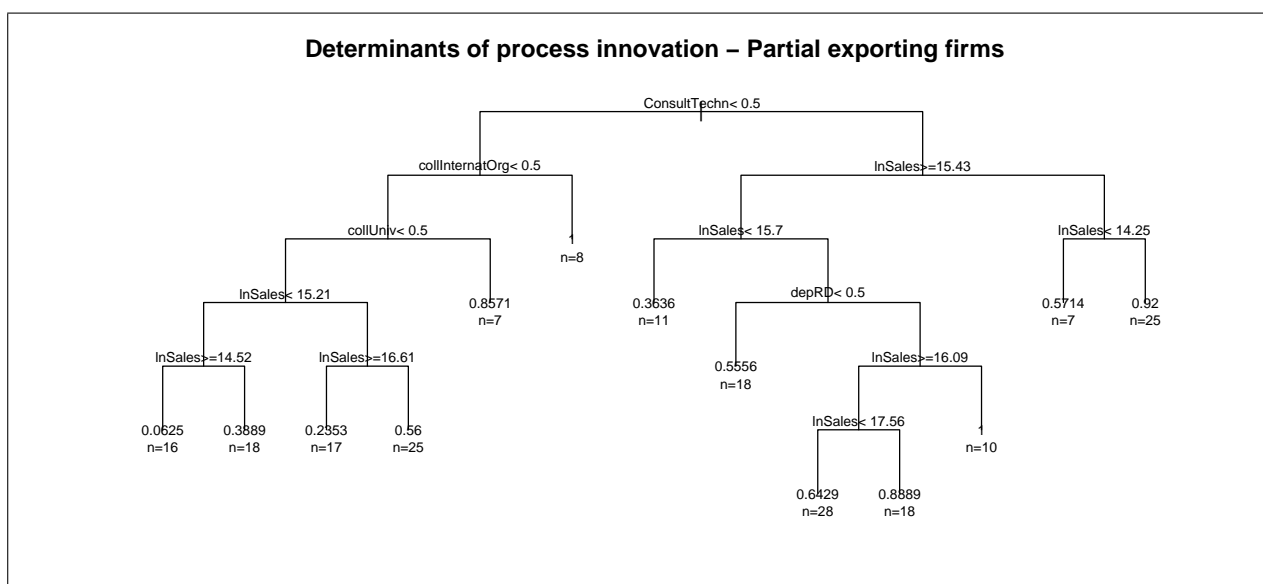 Determinants of process innovation – Partial exporting firms
ConsultTechn< 0.5
collInternatOrg< 0.5
lnSales>=15.43
collUniv< 0.5
1
n=8
lnSales< 15.7
lnSales< 14.25
lnSales< 15.21
0.8571
n=7
0.3636
n=11
depRD< 0.5
0.5714
n=7
0.92
n=25
lnSales>=14.52
lnSales>=16.61
0.5556
n=18
lnSales>=16.09
0.0625
n=16
0.3889
n=18
0.2353
n=17
0.56
n=25
lnSales< 17.56
1
n=10
0.6429
n=28
0.8889
n=18